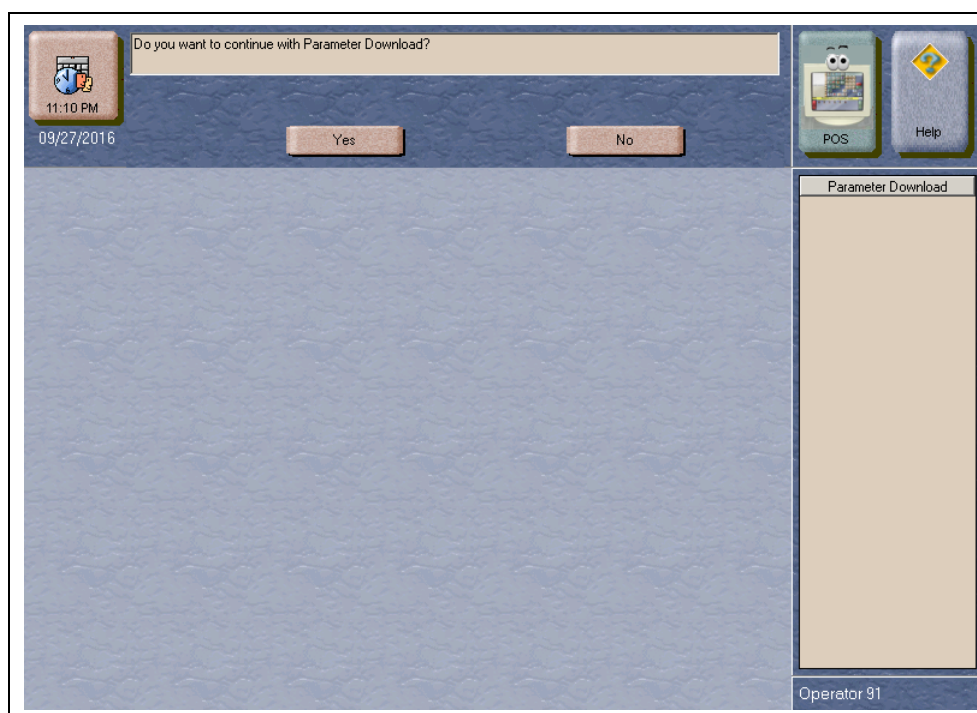 Do you want to continue with Parameter Download?
11:10 PM
09/27/2016
Yes
No
POS
Help
Parameter Download
Operator 91